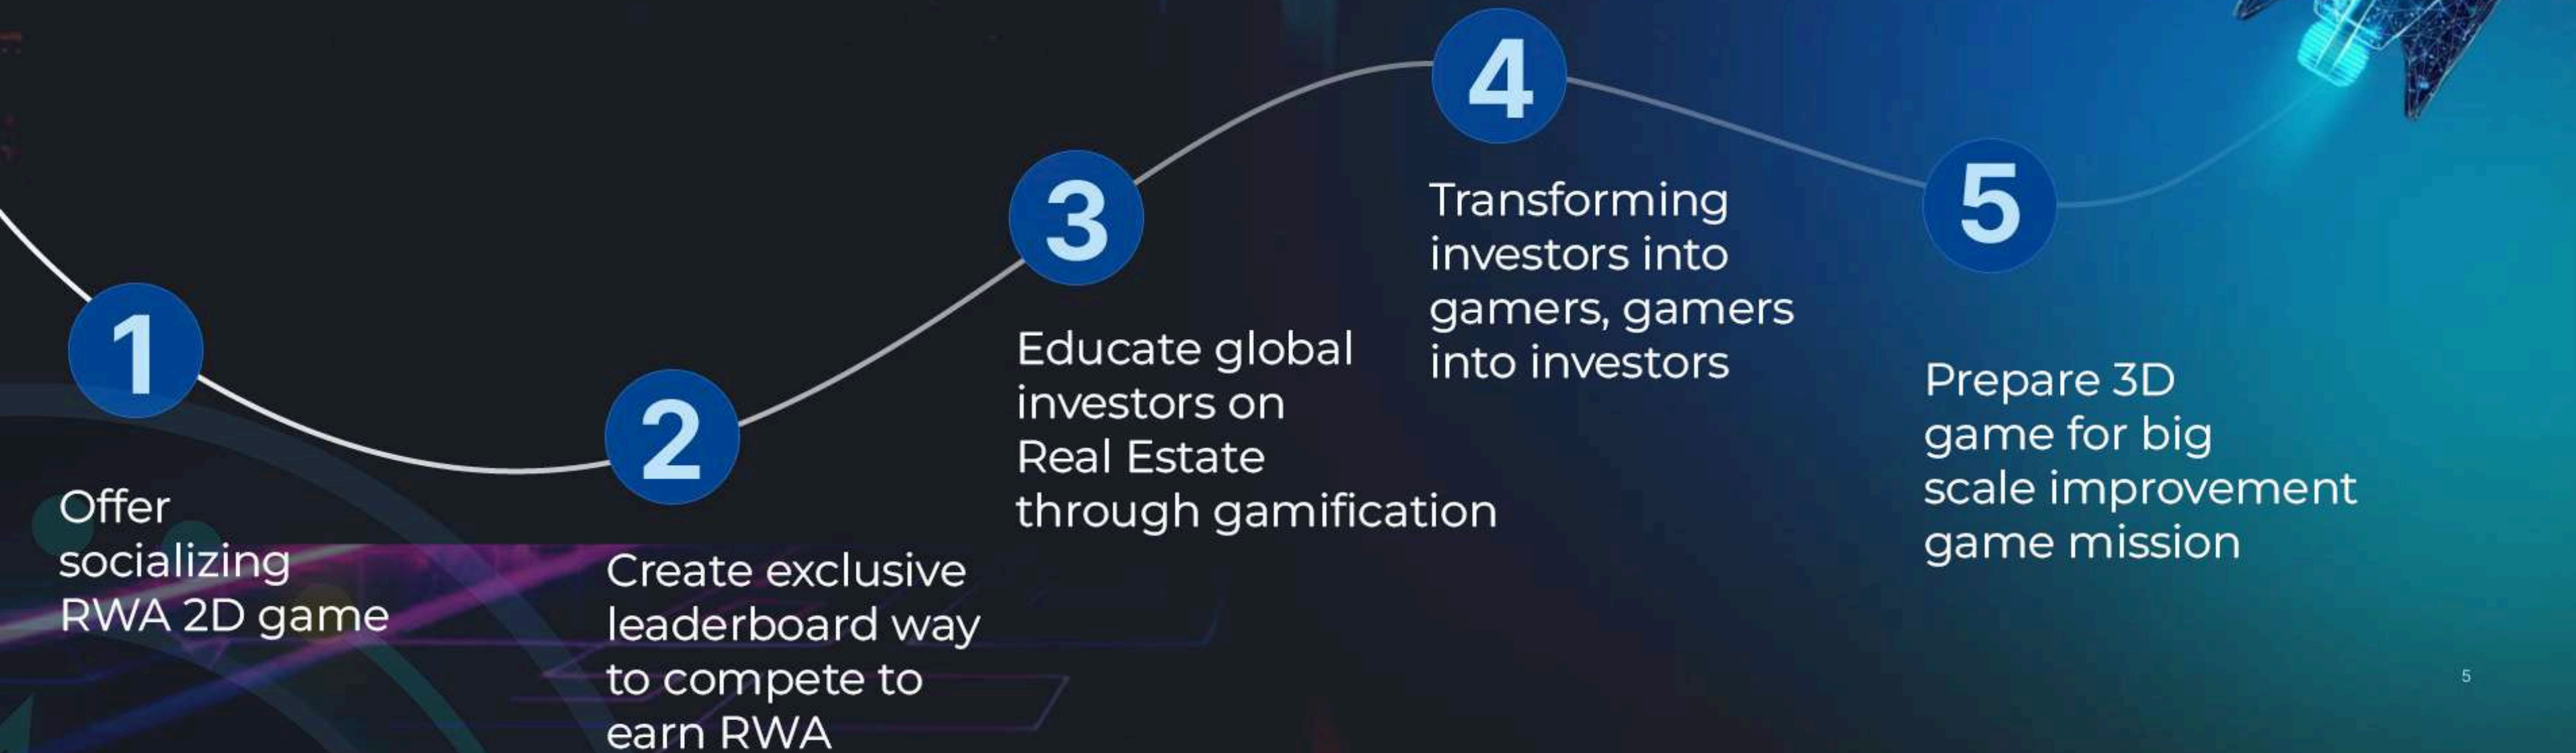 1
Offer
socializing
RWA 2D game
2
Create exclusive
leaderboard way
to compete to
earn RWA
3
Educate global
investors on
Real Estate
through gamification
4
Transforming
investors into
gamers, gamers
into investors
5
Prepare 3D
game for big
scale improvement
game mission
5